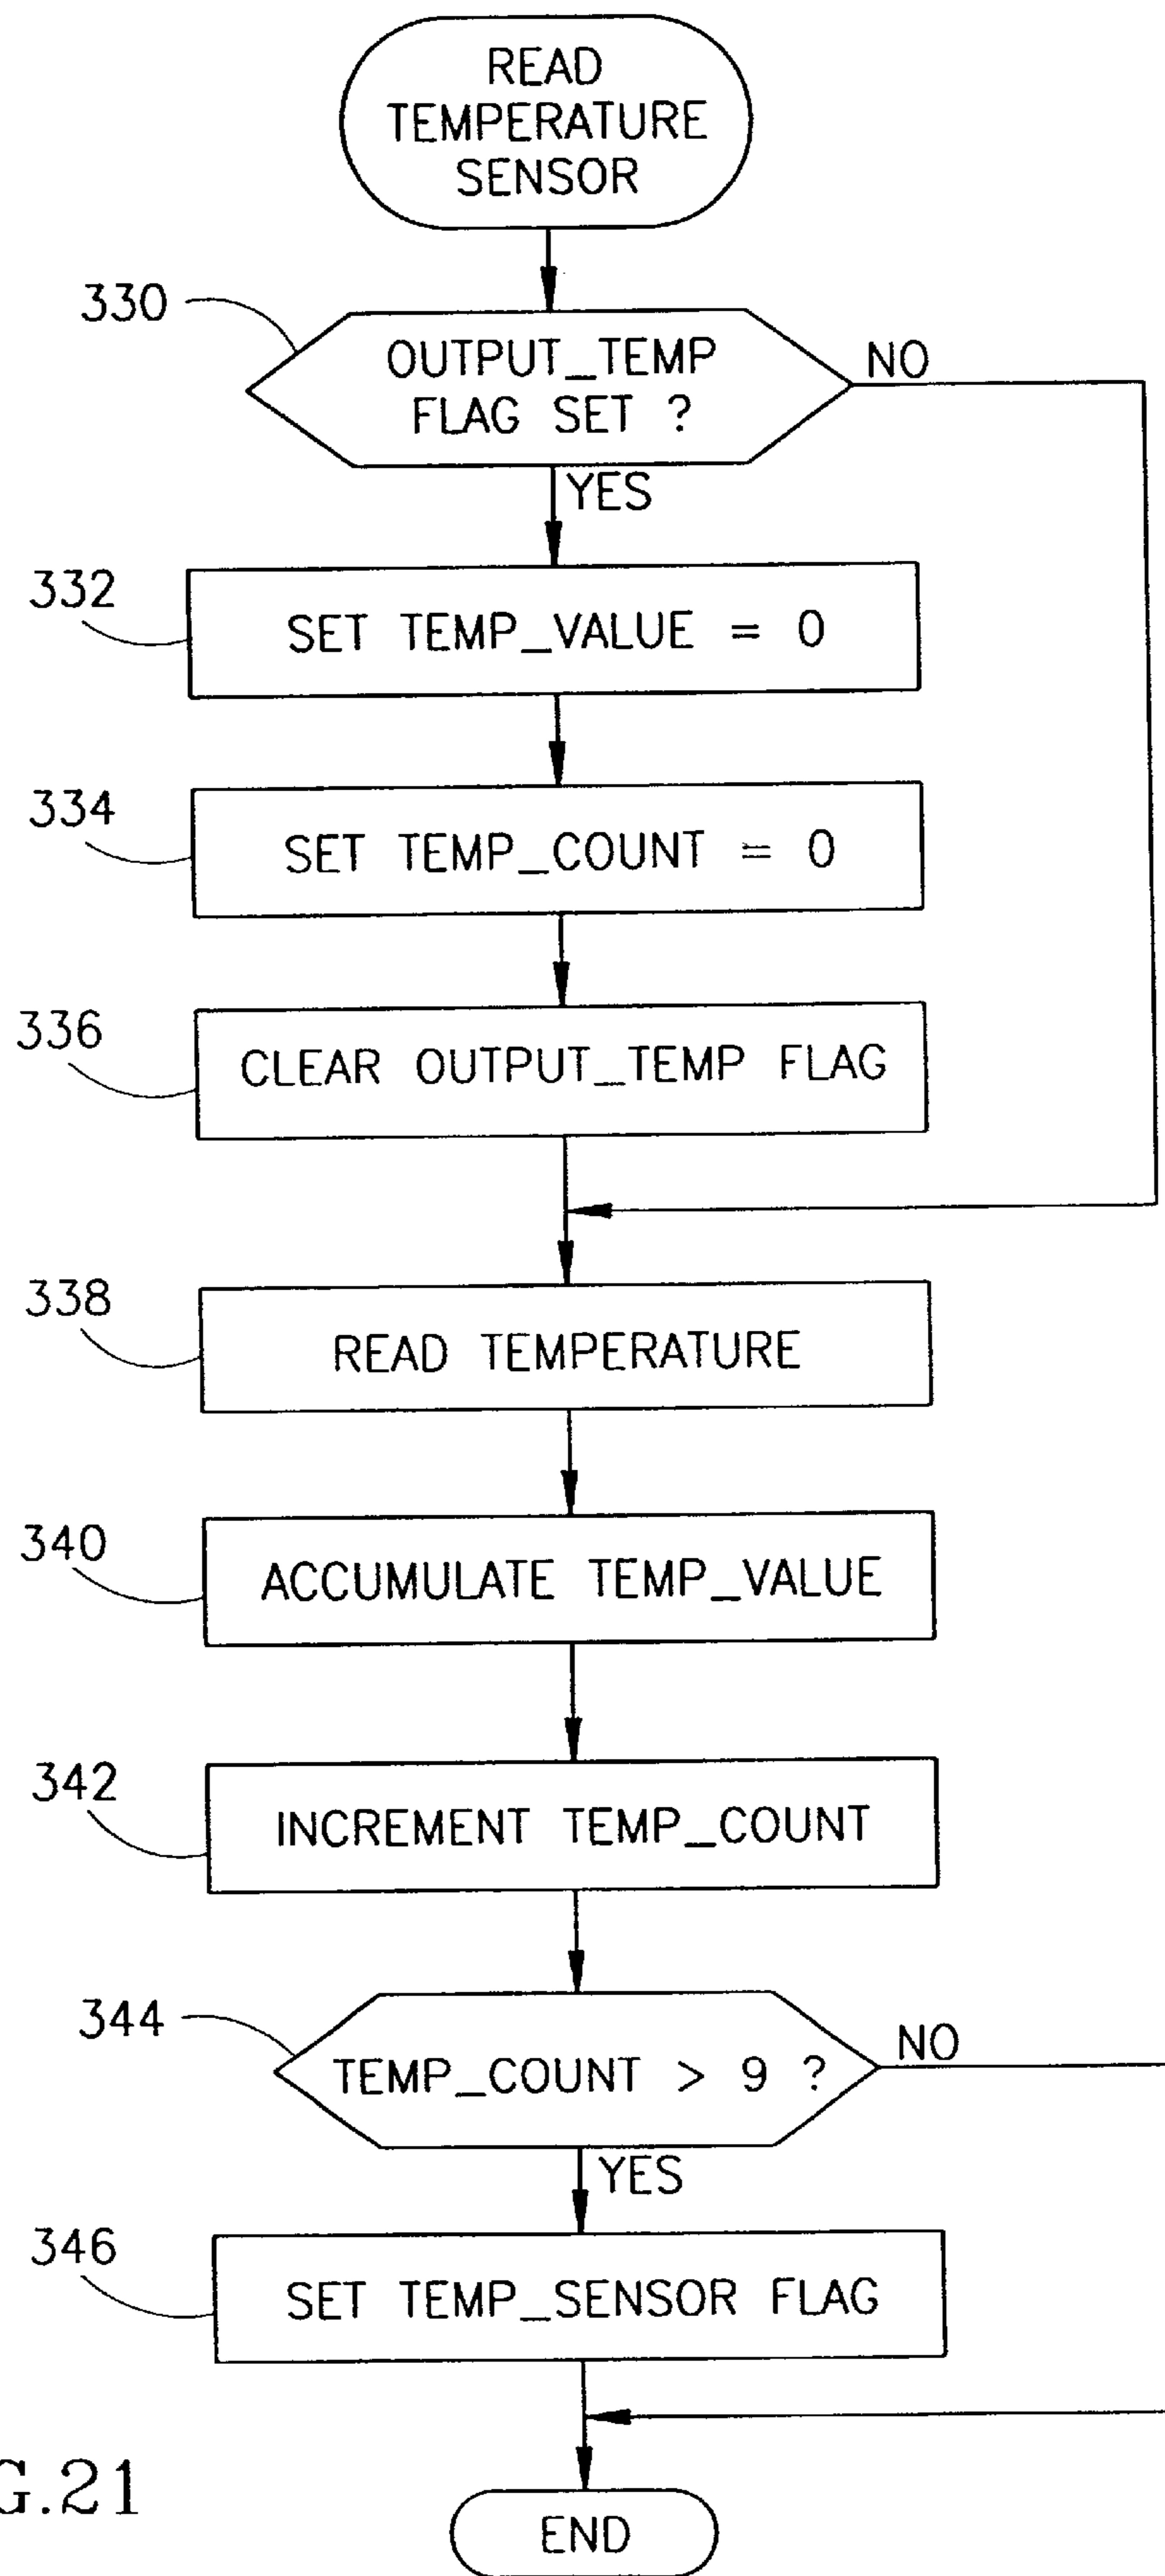 READ
TEMPERATURE
SENSOR
330
OUTPUT_TEMP
FLAG SET ?
NO
YES
332
SET TEMP_VALUE = 0
334
SET TEMP_COUNT = 0
336
CLEAR OUTPUT_TEMP FLAG
338
READ TEMPERATURE
340
ACCUMULATE TEMP_VALUE
342
INCREMENT TEMP_COUNT
344
TEMP_COUNT > 9 ?
NO
YES
346
SET TEMP_SENSOR FLAG
G.21
END